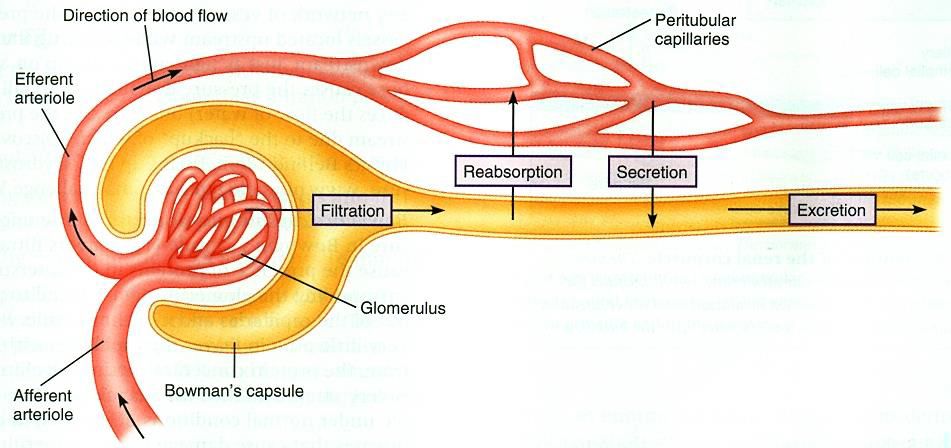 Direction of blood flow
Peritubular
capillaries
Efferent
arteriole
Reabsorption
Secretion
Filtration
Excretion
Glomerulus
Bowman's capsule
Afferent
arteriole